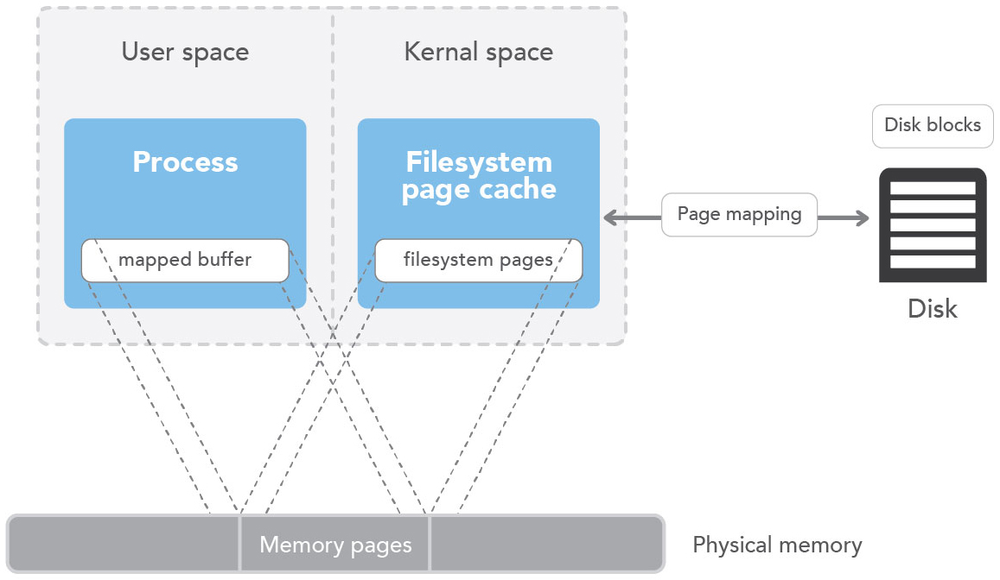 User space
Kernal space
Process
Filesystem
page cache
mapped buffer
filesystem pages
Page mapping
Disk blocks
Disk
Memory pages
Physical memory